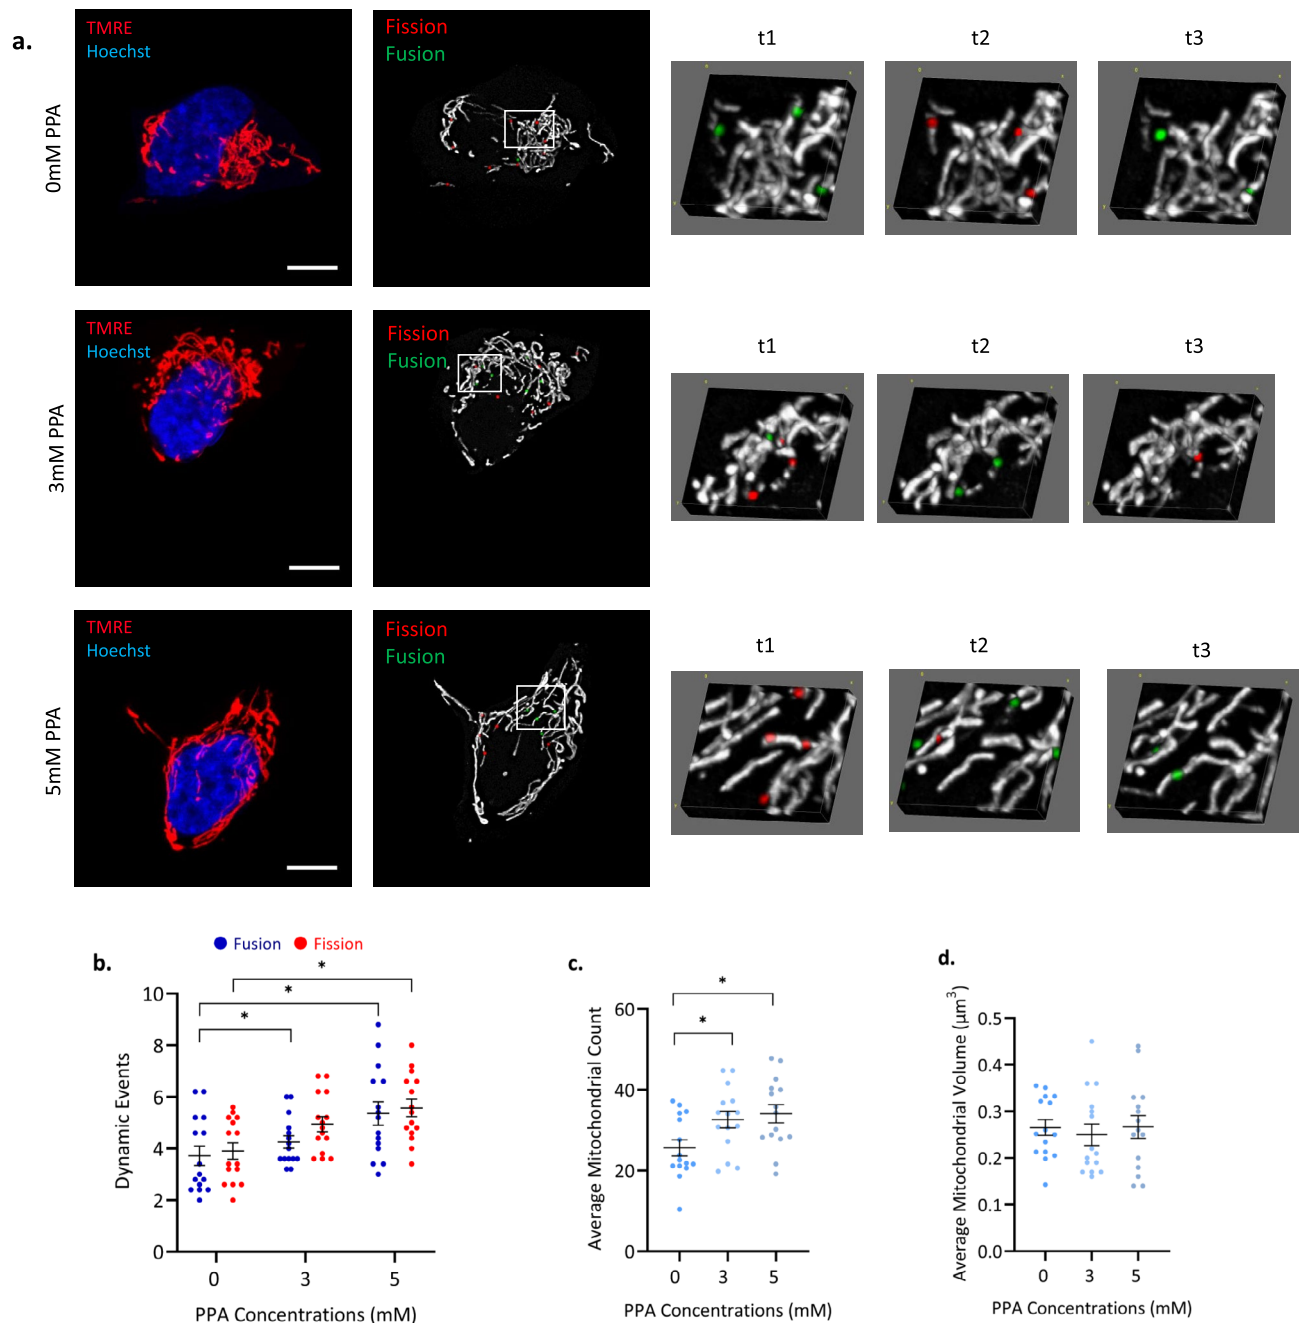 a.
0mM PPA
TMRE
Hoechst
Fission
Fusion
t1
t2
t3
3mM PPA
TMRE
Hoechst
Fission
Fusion
t1
t2
t3
5mM PPA
TMRE
Hoechst
Fission
Fusion
t1
t2
t3
b.
Fusion
Fission
*
*
*
Dynamic Events
10
8
6
4
2
0
0
3
5
PPA Concentrations (mM)
c.
*
*
Average Mitochondrial Count
60
40
20
0
0
3
5
PPA Concentrations (mM)
d.
Average Mitochondrial Volume (µm³)
0.5
0.4
0.3
0.2
0.1
0.0
0
3
5
PPA Concentrations (mM)